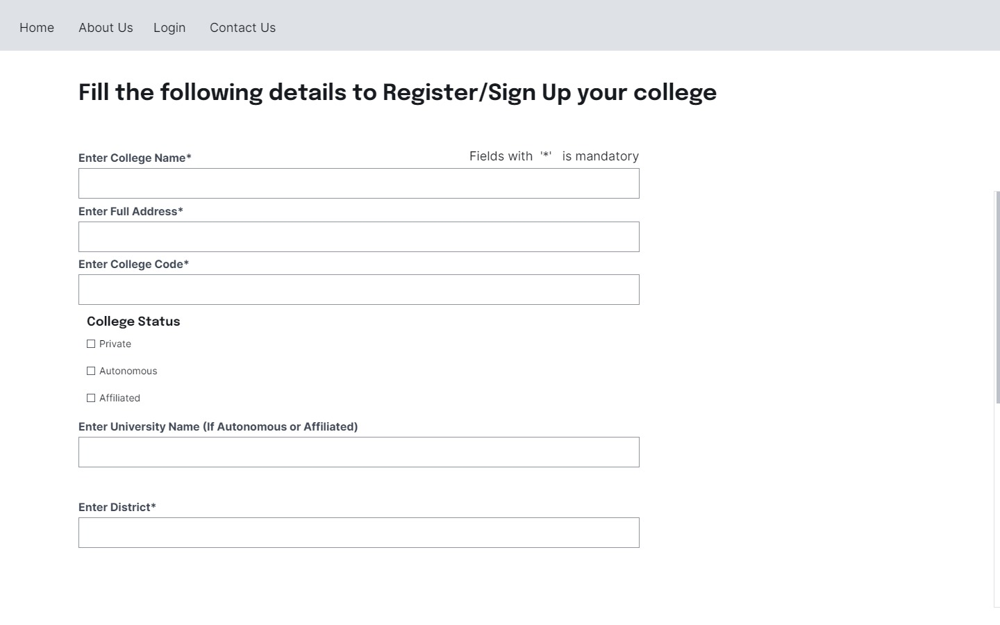 Home About Us Login Contact Us
Fill the following details to Register/Sign Up your college
Enter College Name* Fields with '*' is mandatory
Enter Full Address*
Enter College Code*
College Status
Private
Autonomous
Affiliated
Enter University Name (If Autonomous or Affiliated)
Enter District*